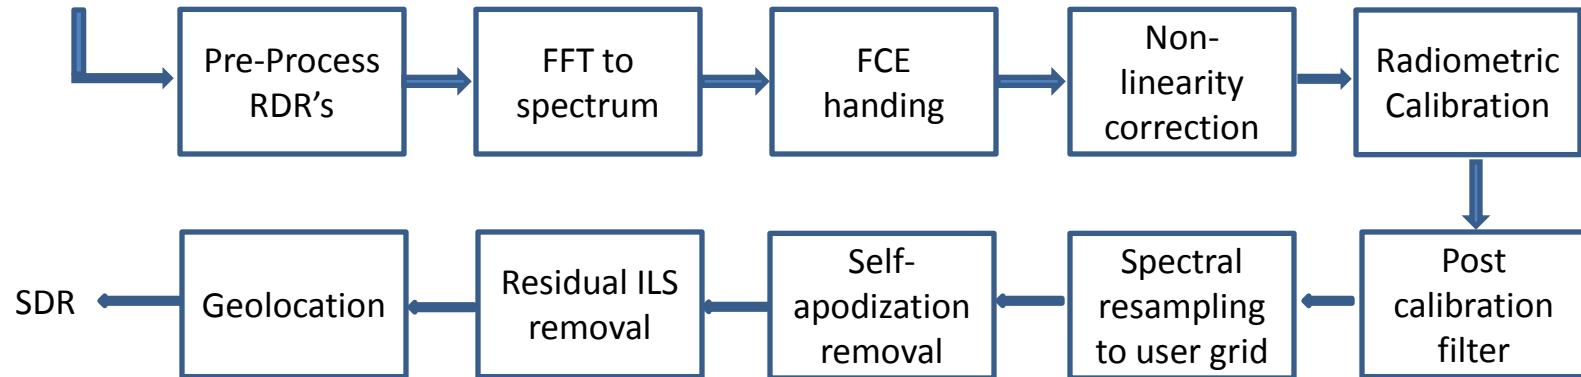 Pre-Process
RDR's
FFT to
spectrum
FCE
handing
Non-
linearity
correction
Radiometric
Calibration
SDR
Geolocation
Residual ILS
removal
Self-
apodization
removal
Spectral
resampling
to user grid
Post
calibration
filter